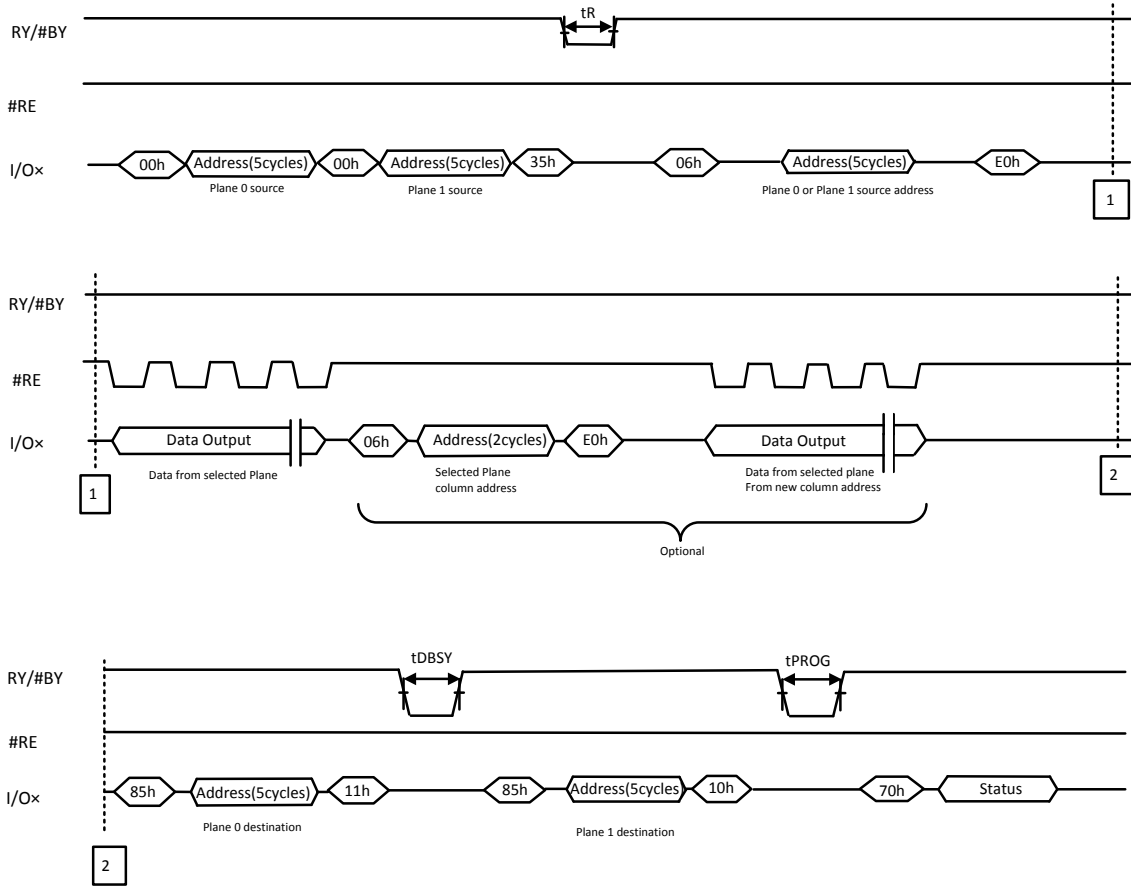 tR
RY/#BY
#RE
I/O×
00h
Address(5cycles)
00h
Address(5cycles)
35h
06h
Address(5cycles)
E0h
Plane 0 source
Plane 1 source
Plane 0 or Plane 1 source address
1
RY/#BY
#RE
I/O×
Data Output
06h
Address(2cycles)
E0h
Data Output
Data from selected Plane
Selected Plane
column address
Data from selected plane
From new column address
1
2
Optional
tDBSY
tPROG
RY/#BY
#RE
I/O×
85h
Address(5cycles)
11h
85h
Address(5cycles
10h
70h
Status
Plane 0 destination
Plane 1 destination
2